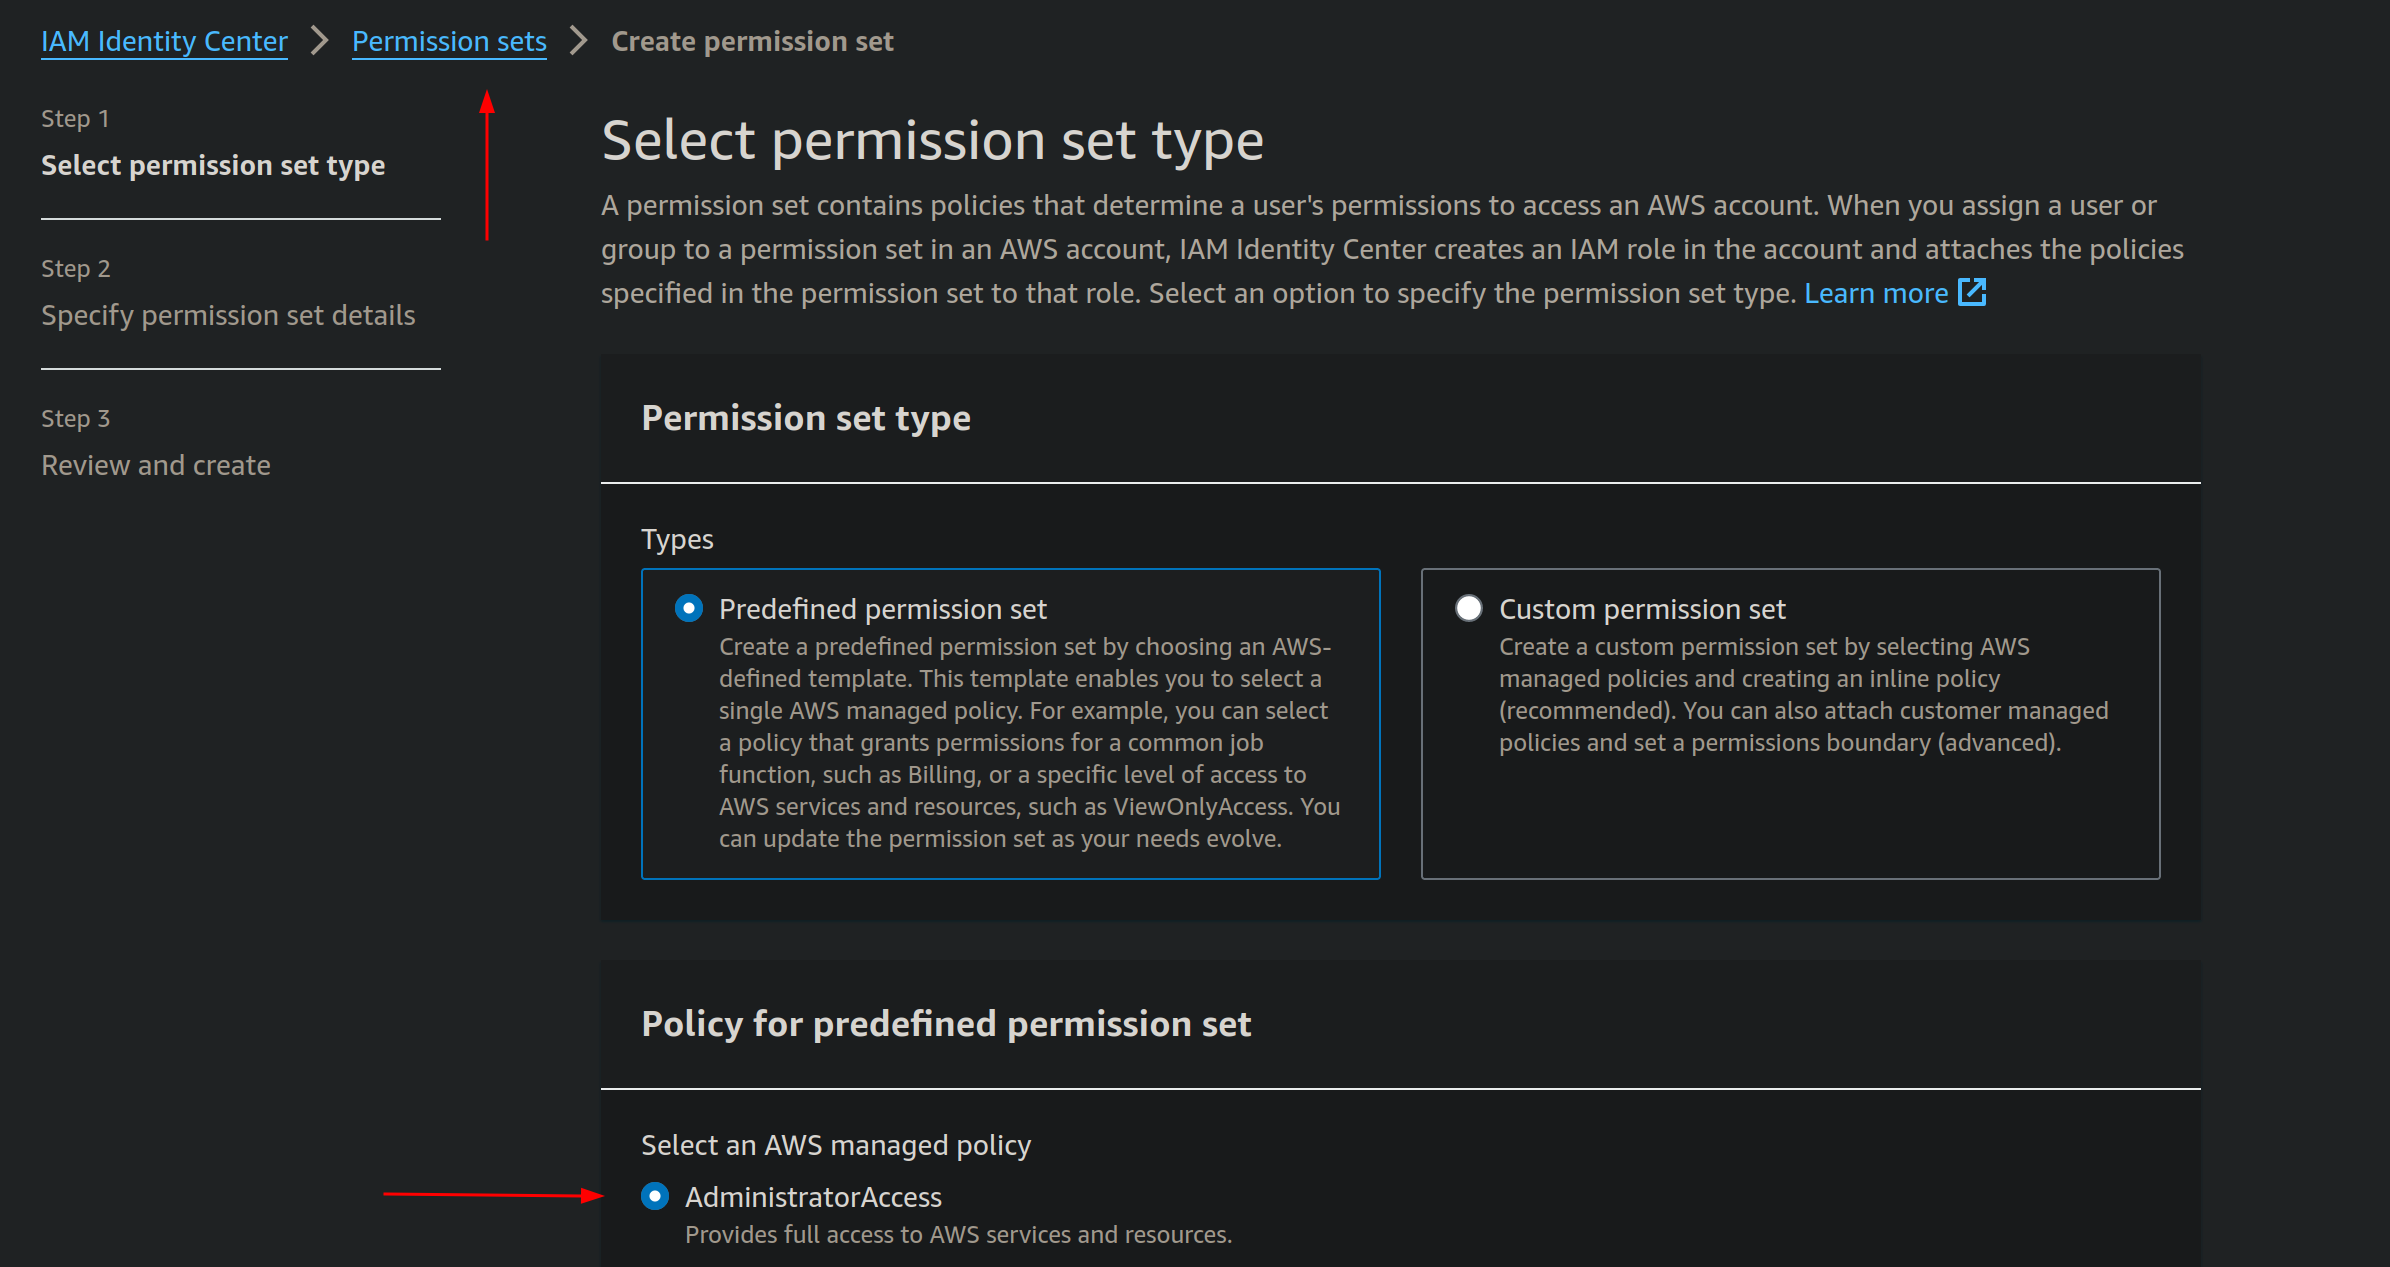 IAM Identity Center > Permission sets > Create permission set
Step 1
Select permission set type
Step 2
Specify permission set details
Step 3
Review and create
Select permission set type
A permission set contains policies that determine a user's permissions to access an AWS account. When you assign a user or
group to a permission set in an AWS account, IAM Identity Center creates an IAM role in the account and attaches the policies
specified in the permission set to that role. Select an option to specify the permission set type. Learn more
Permission set type
Types
Predefined permission set
Create a predefined permission set by choosing an AWS-
defined template. This template enables you to select a
single AWS managed policy. For example, you can select
a policy that grants permissions for a common job
function, such as Billing, or a specific level of access to
AWS services and resources, such as ViewOnlyAccess. You
can update the permission set as your needs evolve.
Custom permission set
Create a custom permission set by selecting AWS
managed policies and creating an inline policy
(recommended). You can also attach customer managed
policies and set a permissions boundary (advanced).
Policy for predefined permission set
Select an AWS managed policy
AdministratorAccess
Provides full access to AWS services and resources.